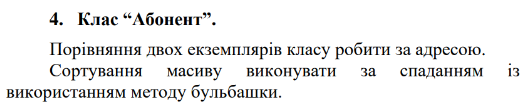 4. Клас “Абонент”.
Порівняння двох екземплярів класу робити за адресою.
Сортування масиву виконувати за спаданням із
використанням методу бульбашки.